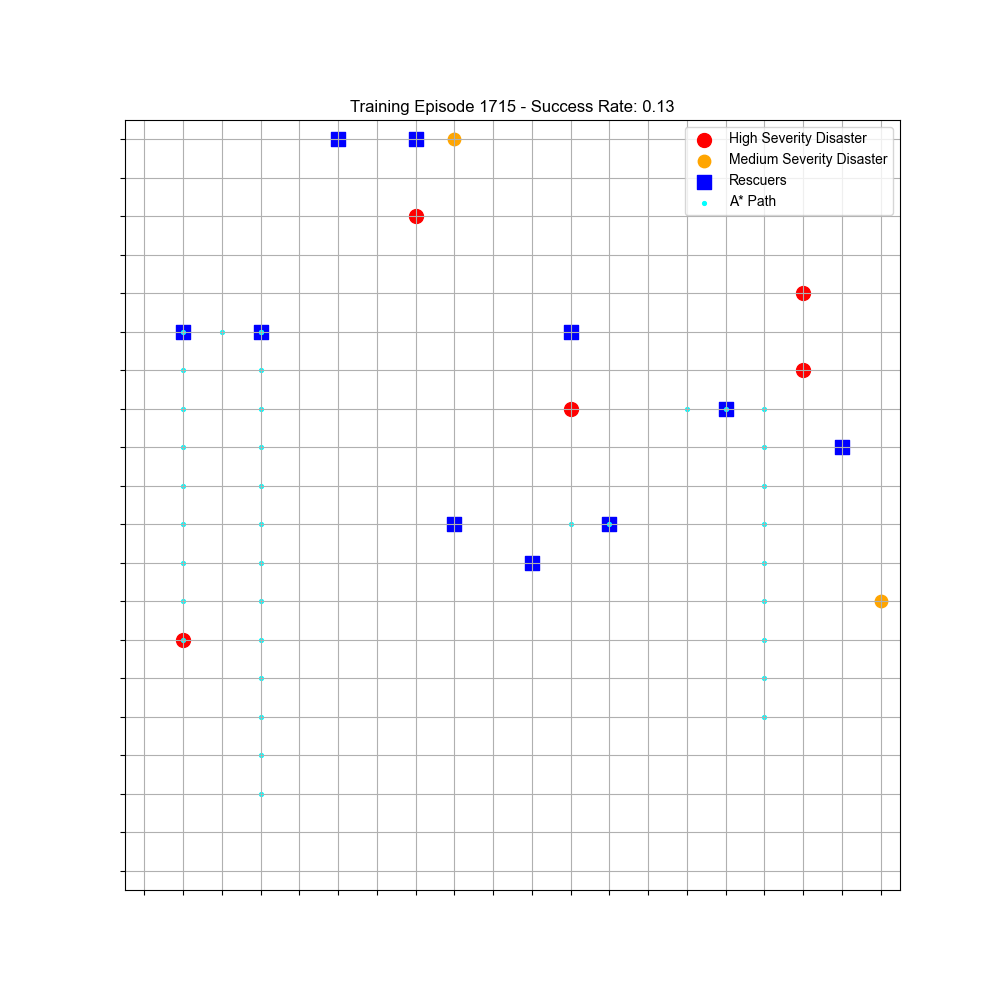 Training Episode 1715 - Success Rate: 0.13
High Severity Disaster
Medium Severity Disaster
Rescuers
A* Path